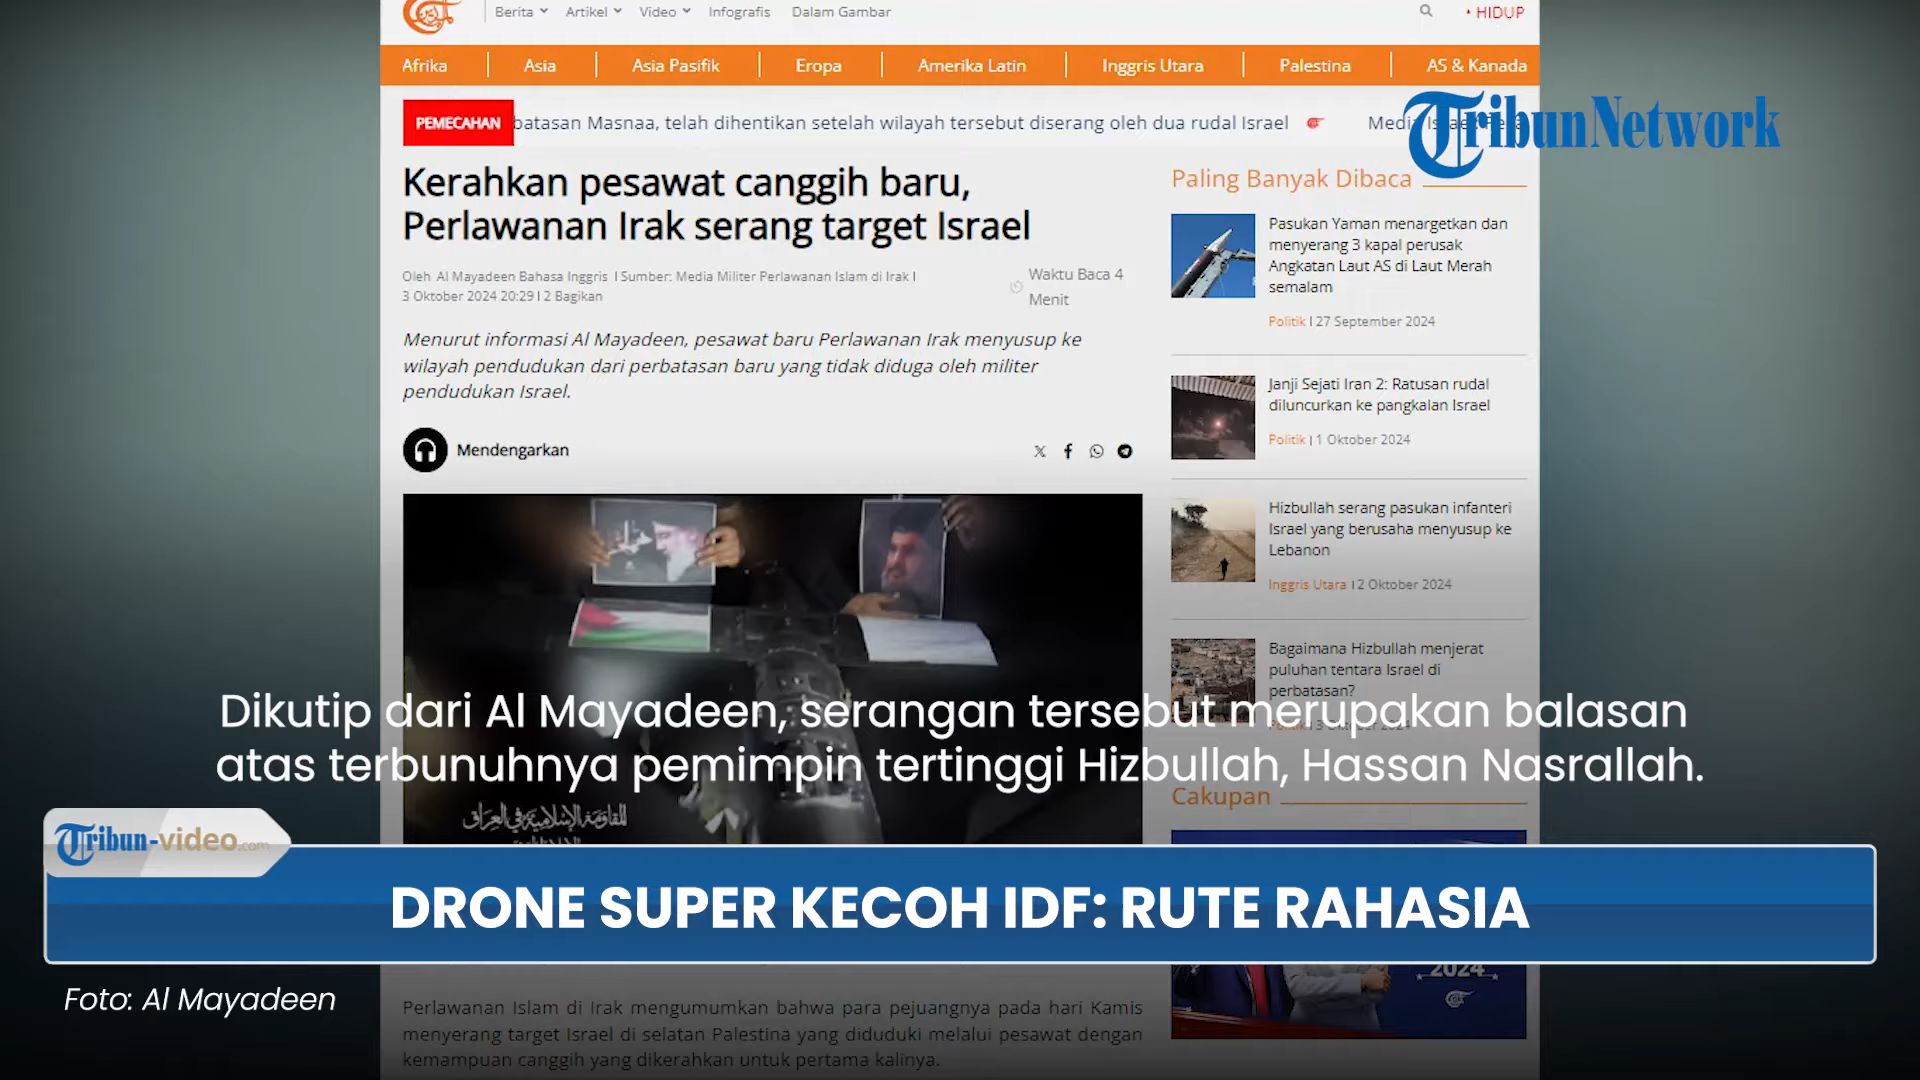 Berita
Artikel
Video
Infografis
Dalam Gambar
• HIDUP
Afrika
Asia
Asia Pasifik
Eropa
Amerika Latin
Inggris Utara
Palestina
AS & Kanada
TribunNetwork
PEMECAHAN
batasan Masnaa, telah dihentikan setelah wilayah tersebut diserang oleh dua rudal Israel
Kerahkan pesawat canggih baru,
Perlawanan Irak serang target Israel
Oleh Al Mayadeen Bahasa Inggris | Sumber: Media Militer Perlawanan Islam di Irak |
3 Oktober 2024 20:29 | 2 Bagikan
Waktu Baca 4
Menit
Menurut informasi Al Mayadeen, pesawat baru Perlawanan Irak menyusup ke
wilayah pendudukan dari perbatasan baru yang tidak diduga oleh militer
pendudukan Israel.
Mendengarkan
Paling Banyak Dibaca
Pasukan Yaman menargetkan dan
menyerang 3 kapal perusak
Angkatan Laut AS di Laut Merah
semalam
Politik | 27 September 2024
Janji Sejati Iran 2: Ratusan rudal
diluncurkan ke pangkalan Israel
Politik | 1 Oktober 2024
Hizbullah serang pasukan infanteri
Israel yang berusaha menyusup ke
Lebanon
Inggris Utara | 2 Oktober 2024
Bagaimana Hizbullah menjerat
puluhan tentara Israel di
perbatasan?
Dikutip dari Al Mayadeen, serangan tersebut merupakan balasan
atas terbunuhnya pemimpin tertinggi Hizbullah, Hassan Nasrallah.
Cakupan
المقاومة الإسلامية في العراق
Tribun-video.com
DRONE SUPER KECOH IDF: RUTE RAHASIA
2024
Foto: Al Mayadeen
Perlawanan Islam di Irak mengumumkan bahwa para pejuangnya pada hari Kamis
menyerang target Israel di selatan Palestina yang diduduki melalui pesawat dengan
kemampuan canggih yang dikerahkan untuk pertama kalinya.